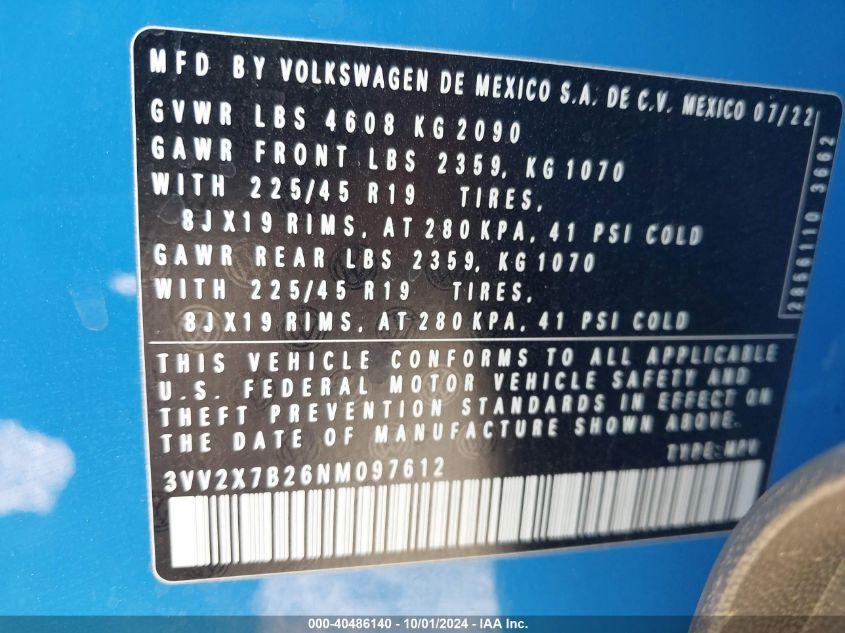 MFD BY VOLKSWAGEN DE MEXICO S.A. DE C.V. MEXICO 07/22
GVWR LBS 4608 KG 2090
GAWR FRONT LBS 2359, KG 1070
WITH 225/45 R19 TIRES,
8JX19 RIMS, AT 280 KPA, 41 PSI COLD
GAWR REAR LBS 2359, KG 1070
WITH 225/45 R19 TIRES,
8JX19 RIMS, AT 280 KPA, 41 PSI COLD
2856110 3662
THIS VEHICLE CONFORMS TO ALL APPLICABLE
U.S. FEDERAL MOTOR VEHICLE SAFETY AND
THEFT PREVENTION STANDARDS IN EFFECT ON
THE DATE OF MANUFACTURE SHOWN ABOVE.
TYPE: MPV
3VV2X7B26NM097612
000-40486140 - 10/01/2024 - IAA Inc.